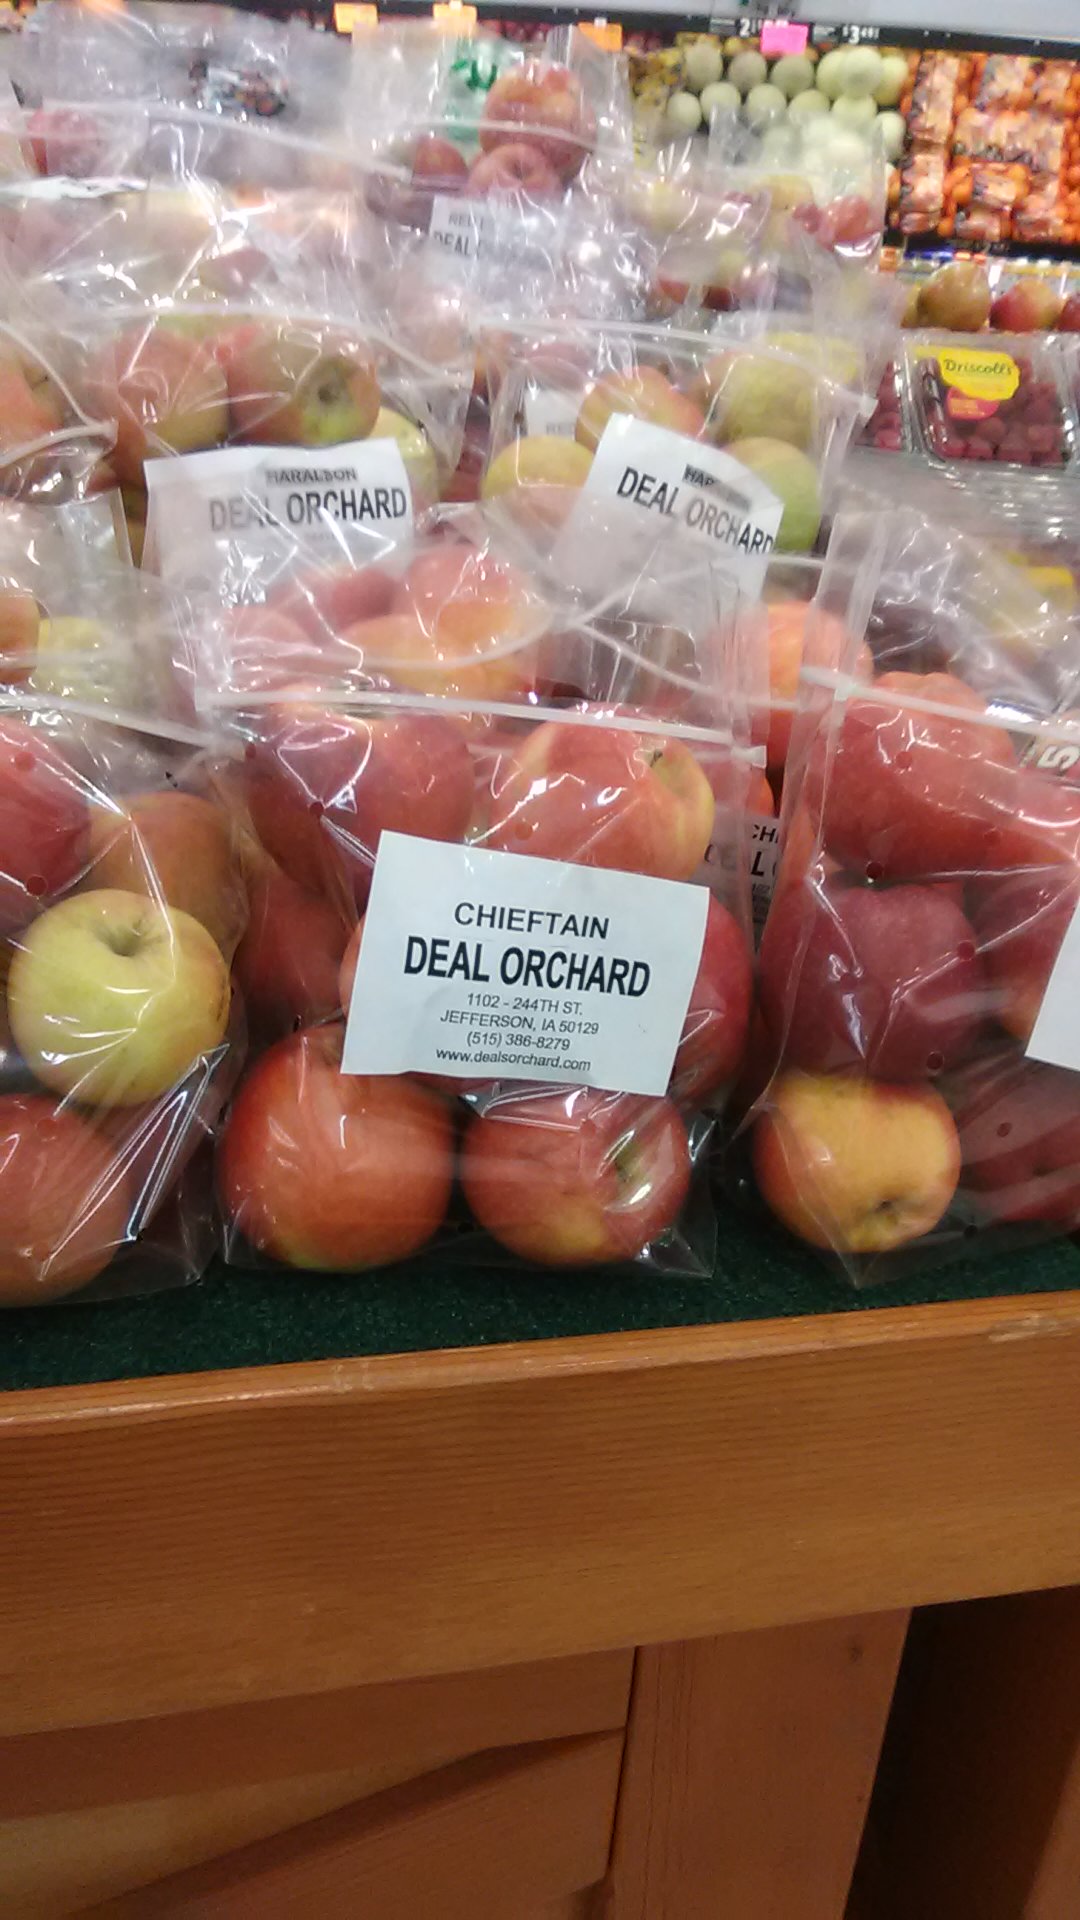 DEAL
HARALSON
DEAL ORCHARD
DEAL ORCHARD
Driscoll's
CHIEFTAIN
DEAL ORCHARD
1102 - 244TH ST.
JEFFERSON, IA 50129
(515) 386-8279
www.dealsorchard.com